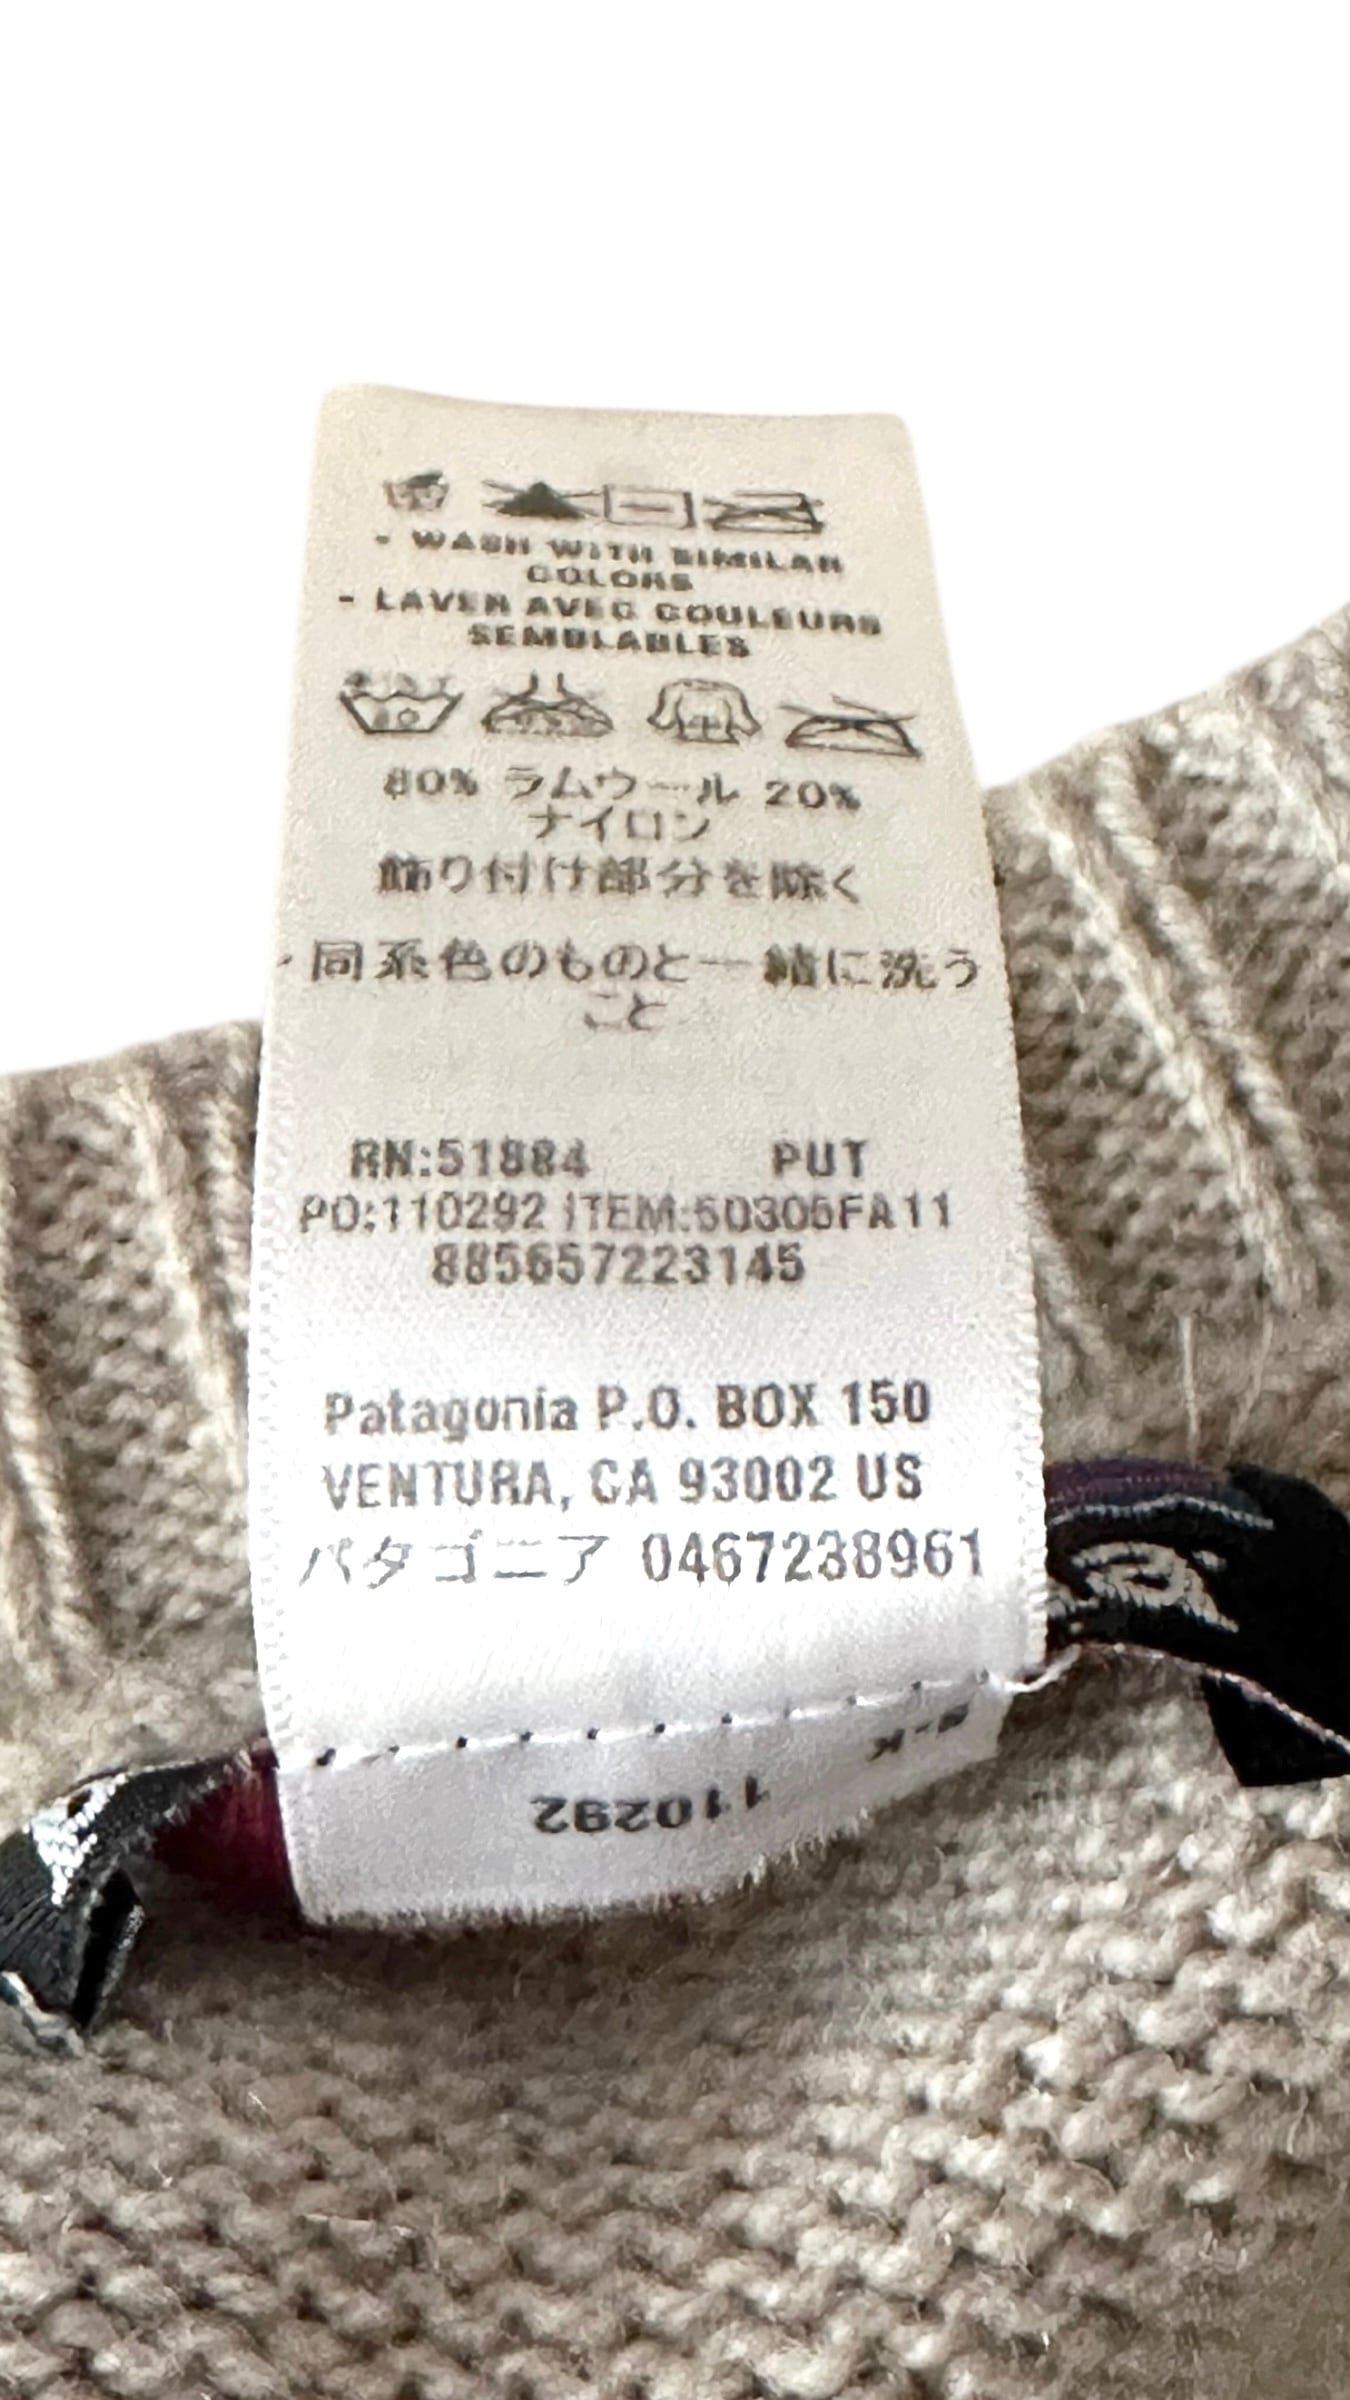 - WASH WITH SIMILAR
COLORS
- LAVER AVEC COULEURS
SEMBLABLES
80% ラムウール 20%
ナイロン
飾り付け部分を除く
・同系色のものと一緒に洗う
こと
RN:51884 PUT
PO:110292 ITEM:50305FA11
885657223145
Patagonia P.O. BOX 150
VENTURA, CA 93002 US
パタゴニア 0467238961
110292